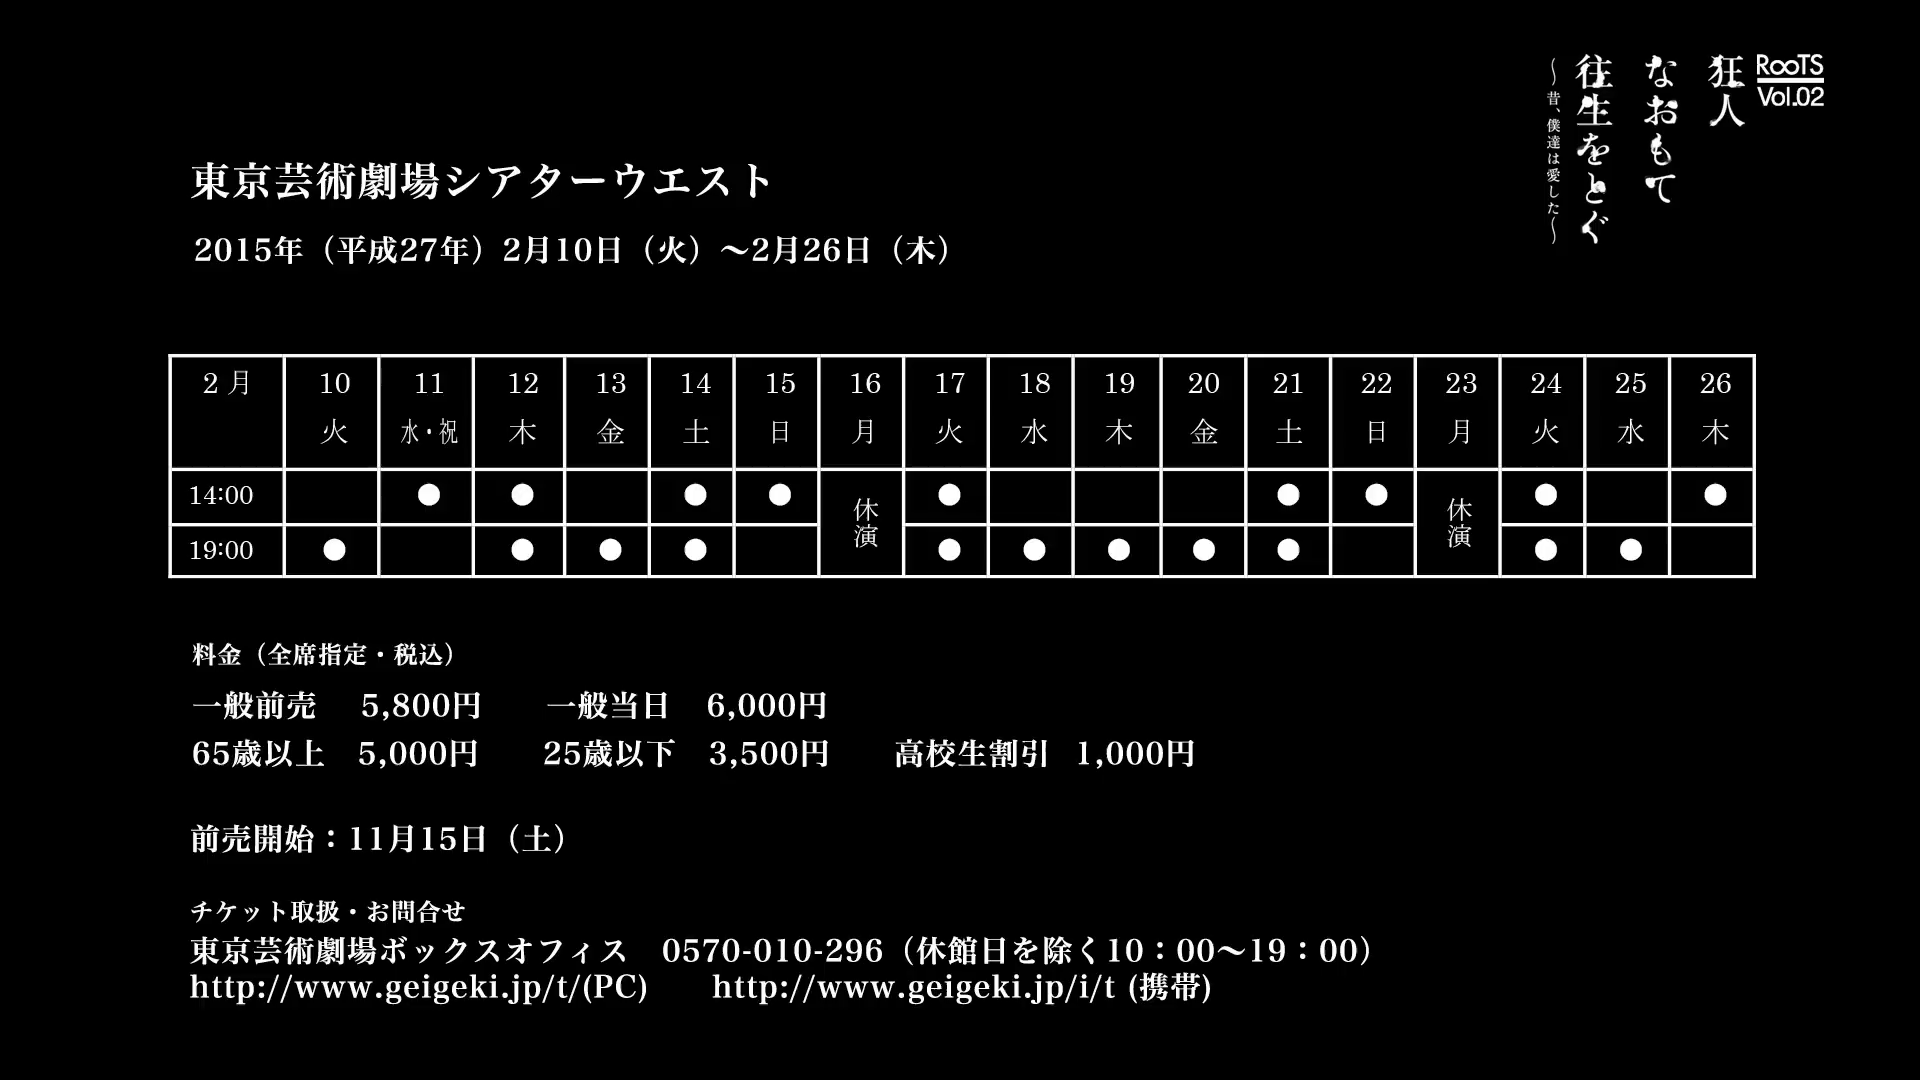 RooTS
Vol.02
狂人
なおもて
往生をとぐ
〜昔、僕達は愛した〜
東京芸術劇場シアターウエスト
2015年（平成27年）2月10日（火）〜2月26日（木）
2月 10 11 12 13 14 15 16 17 18 19 20 21 22 23 24 25 26
火 水・祝 木 金 土 日 月 火 水 木 金 土 日 月 火 水 木
14:00 ● ● ● ● 休演 ● ● ● 休演 ● ●
19:00 ● ● ● ● ● ● ● ● ● ● ●
料金（全席指定・税込）
一般前売 5,800円 一般当日 6,000円
65歳以上 5,000円 25歳以下 3,500円 高校生割引 1,000円
前売開始：11月15日（土）
チケット取扱・お問合せ
東京芸術劇場ボックスオフィス 0570-010-296（休館日を除く10：00〜19：00）
http://www.geigeki.jp/t/(PC) http://www.geigeki.jp/i/t (携帯)